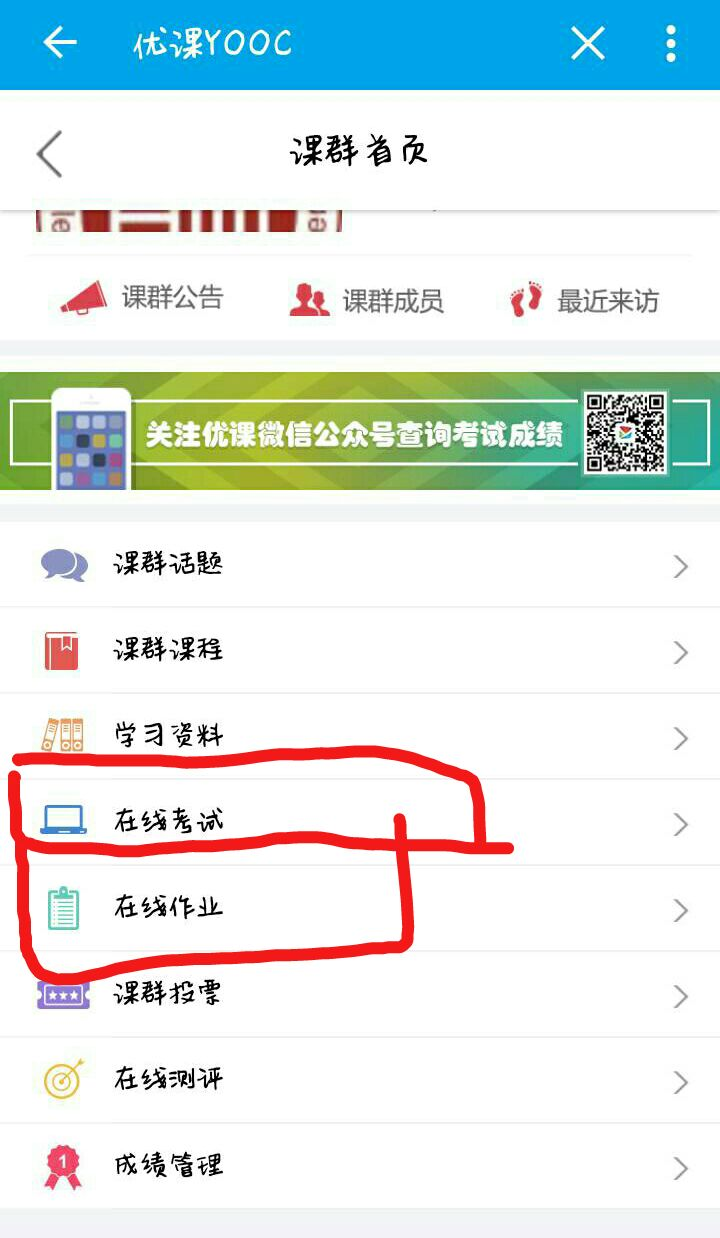 优课YOOC
课群首页
课群公告 课群成员 最近来访
关注优课微信公众号查询考试成绩
课群话题
课群课程
学习资料
在线考试
在线作业
课群投票
在线测评
1 成绩管理